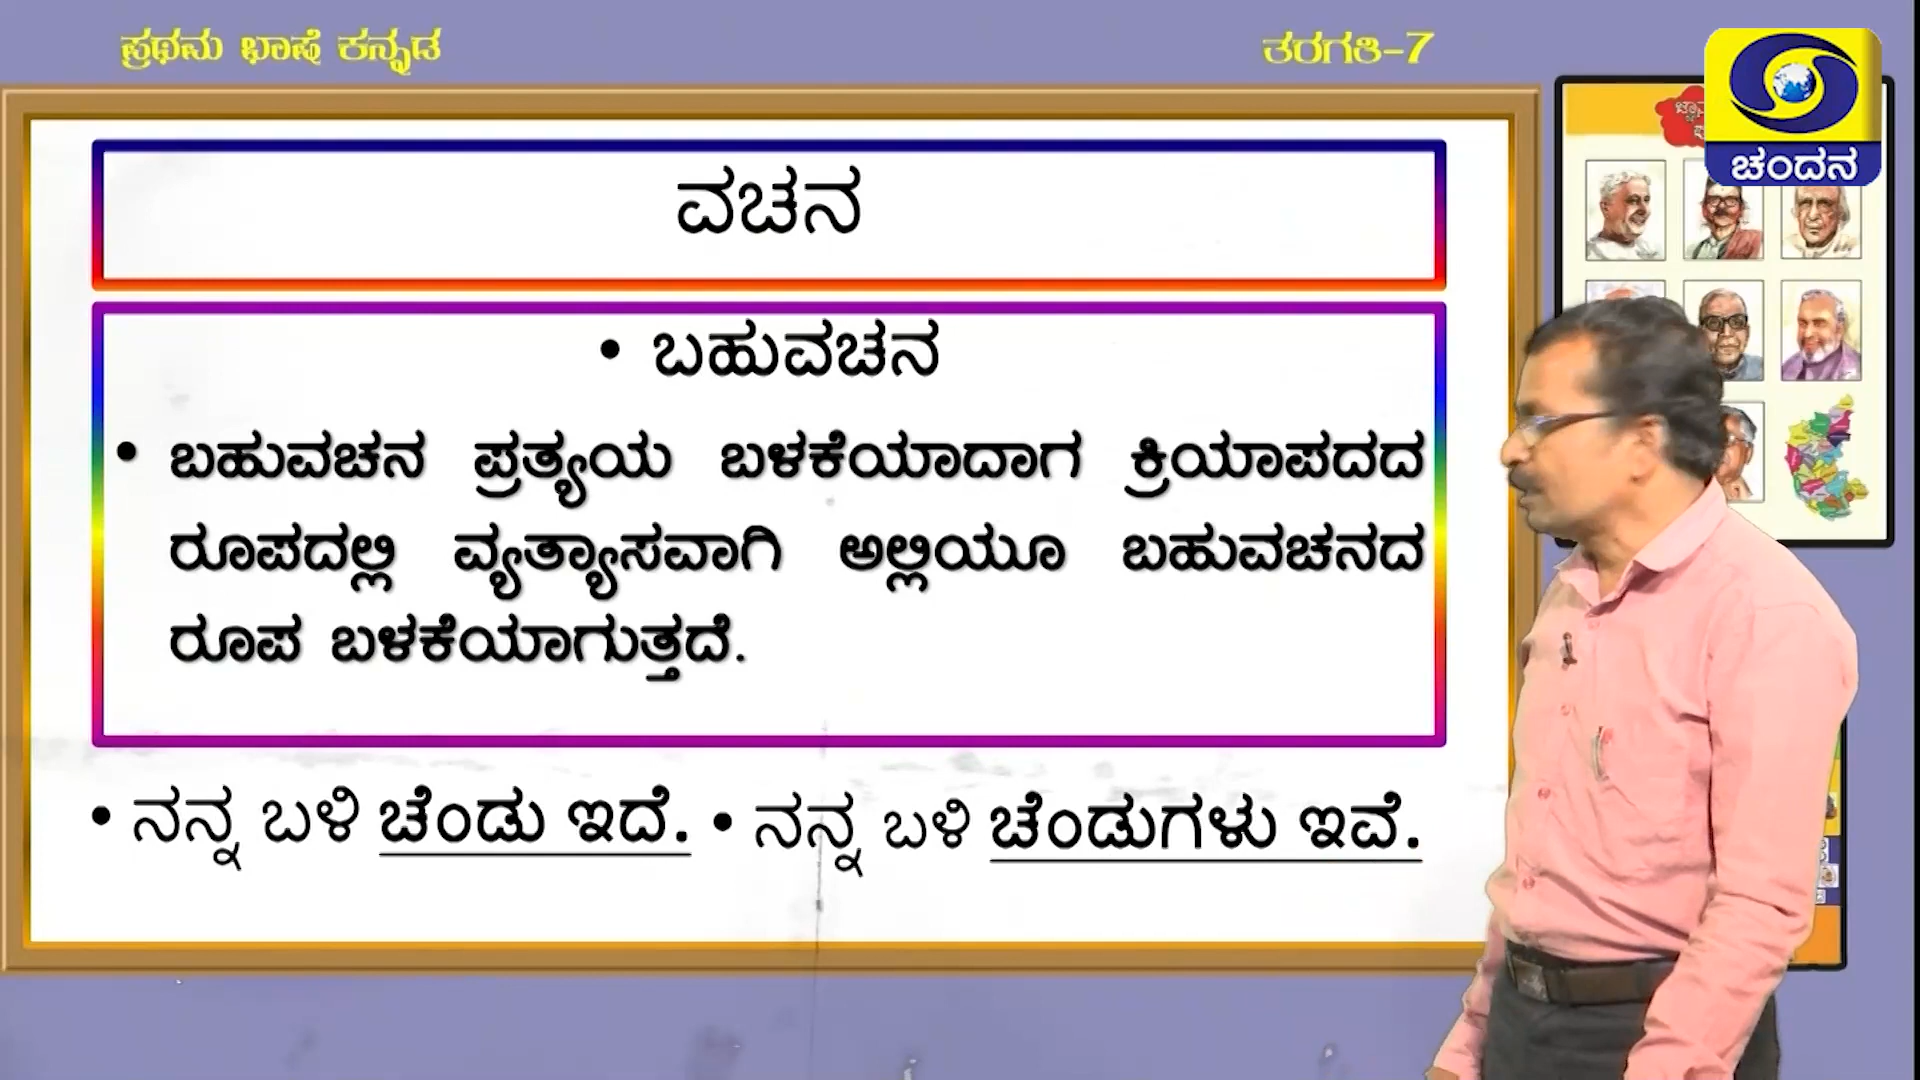 ಪ್ರಥಮ ಭಾಷೆ ಕನ್ನಡ
ತರಗತಿ-7
ಚಂದನ
ವಚನ
• ಬಹುವಚನ
• ಬಹುವಚನ ಪ್ರತ್ಯಯ ಬಳಕೆಯಾದಾಗ ಕ್ರಿಯಾಪದದ
ರೂಪದಲ್ಲಿ ವ್ಯತ್ಯಾಸವಾಗಿ ಅಲ್ಲಿಯೂ ಬಹುವಚನದ
ರೂಪ ಬಳಕೆಯಾಗುತ್ತದೆ.
• ನನ್ನ ಬಳಿ ಚೆಂಡು ಇದೆ. • ನನ್ನ ಬಳಿ ಚೆಂಡುಗಳು ಇವೆ.